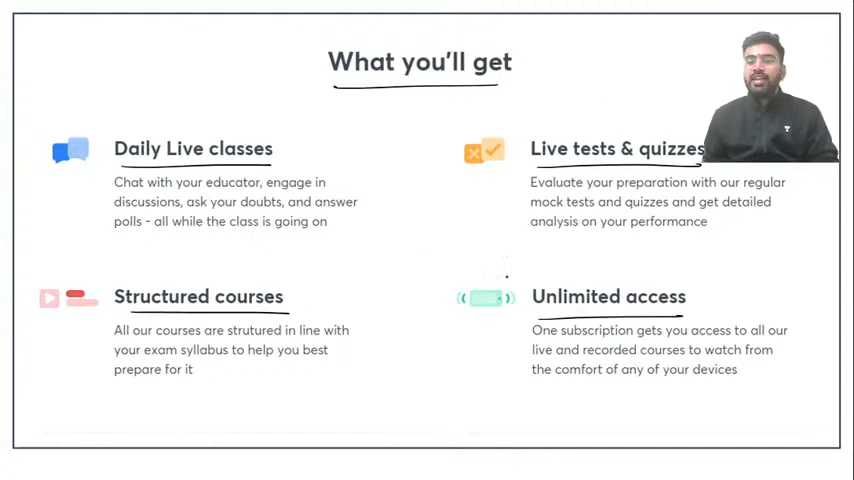 What you'll get
Daily Live classes
Chat with your educator, engage in
discussions, ask your doubts, and answer
polls - all while the class is going on
Live tests & quizzes
Evaluate your preparation with our regular
mock tests and quizzes and get detailed
analysis on your performance
Structured courses
All our courses are strutured in line with
your exam syllabus to help you best
prepare for it
Unlimited access
One subscription gets you access to all our
live and recorded courses to watch from
the comfort of any of your devices